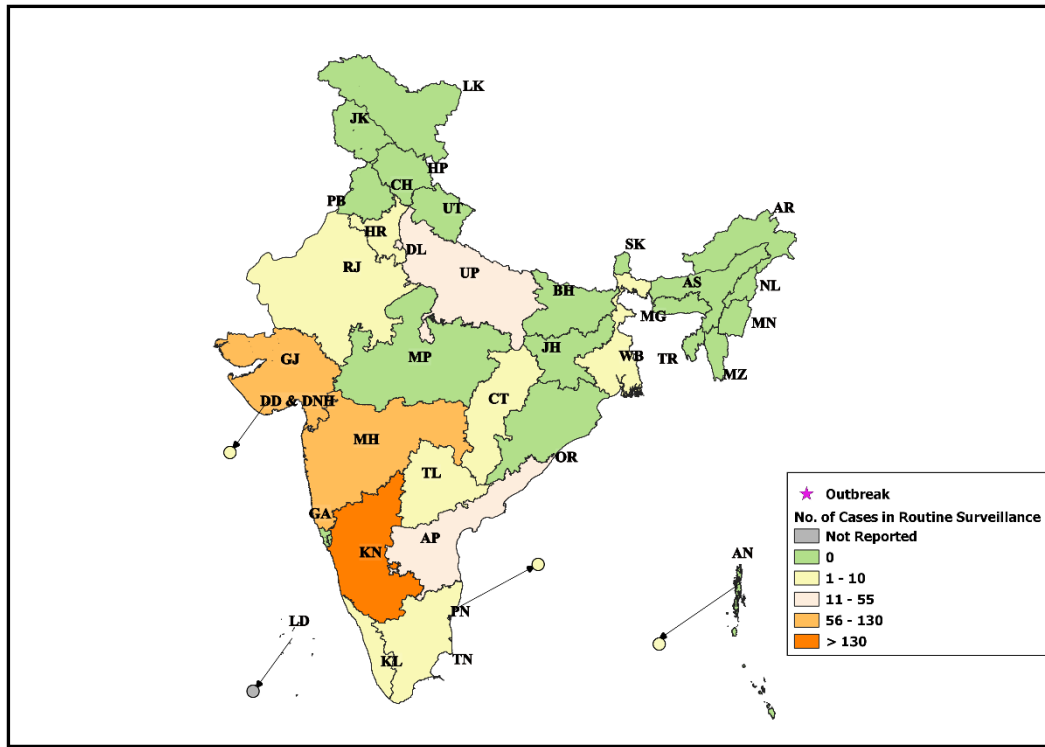 LK
JK
HP
CH
PB
UT
AR
HR
DL
SK
RJ
UP
AS
NL
BH
MG
MN
GJ
MP
JH
TR
WB
MZ
DD & DNH
CT
MH
OR
TL
GA
KN
AP
AN
PN
LD
KL
TN
Outbreak
No. of Cases in Routine Surveillance
Not Reported
0
1 - 10
11 - 55
56 - 130
> 130